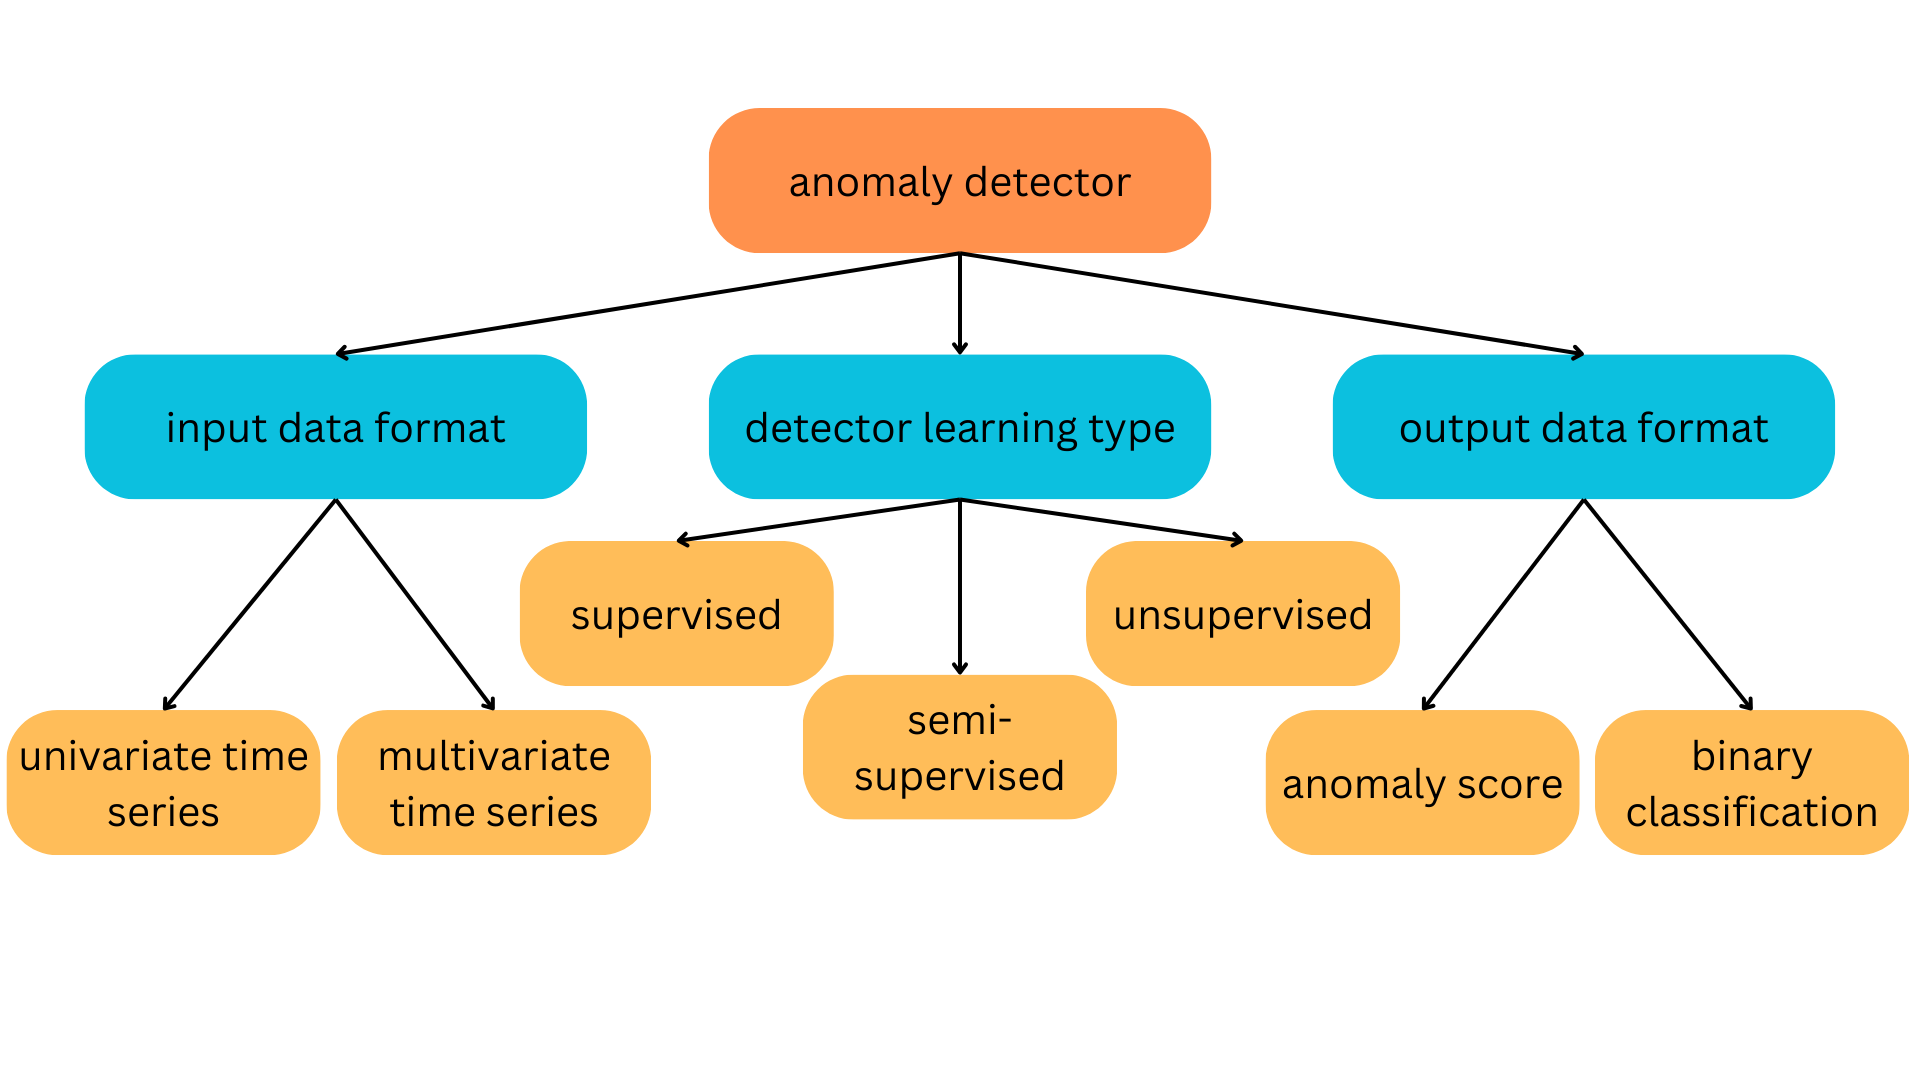 anomaly detector
input data format
detector learning type
output data format
supervised
unsupervised
semi-
supervised
univariate time
series
multivariate
time series
anomaly score
binary
classification